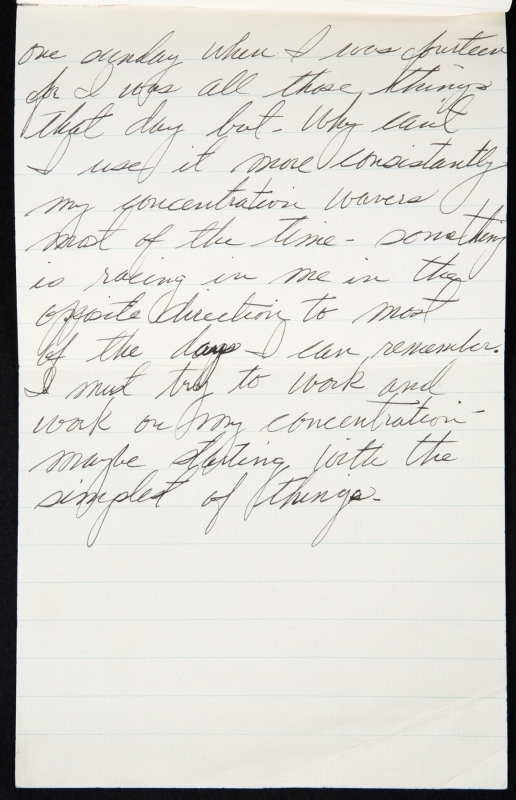 one sunday when I was fourteen
for I was all those things
that day but - Why can't
I use it more consistantly
my concentration wavers
most of the time - something
is racing in me in the
opposite direction to most
of the days I can remember.
I must try to work and
work on my concentration -
maybe starting with the
simplest of things -